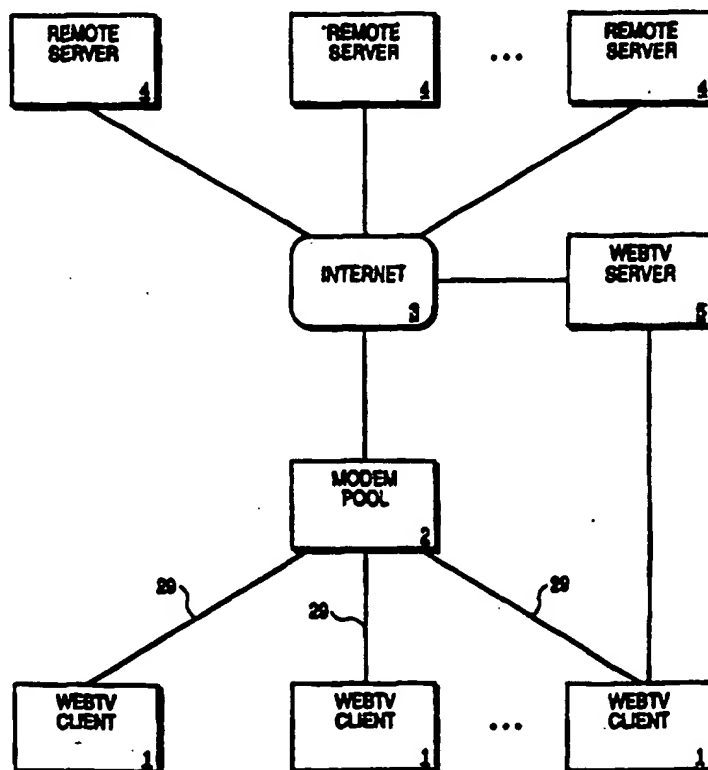 REMOTE
SERVER
4
REMOTE
SERVER
4
...
REMOTE
SERVER
4
INTERNET
3
WEBTV
SERVER
5
MODEM
POOL
2
29
29
29
WEBTV
CLIENT
1
WEBTV
CLIENT
1
...
WEBTV
CLIENT
1